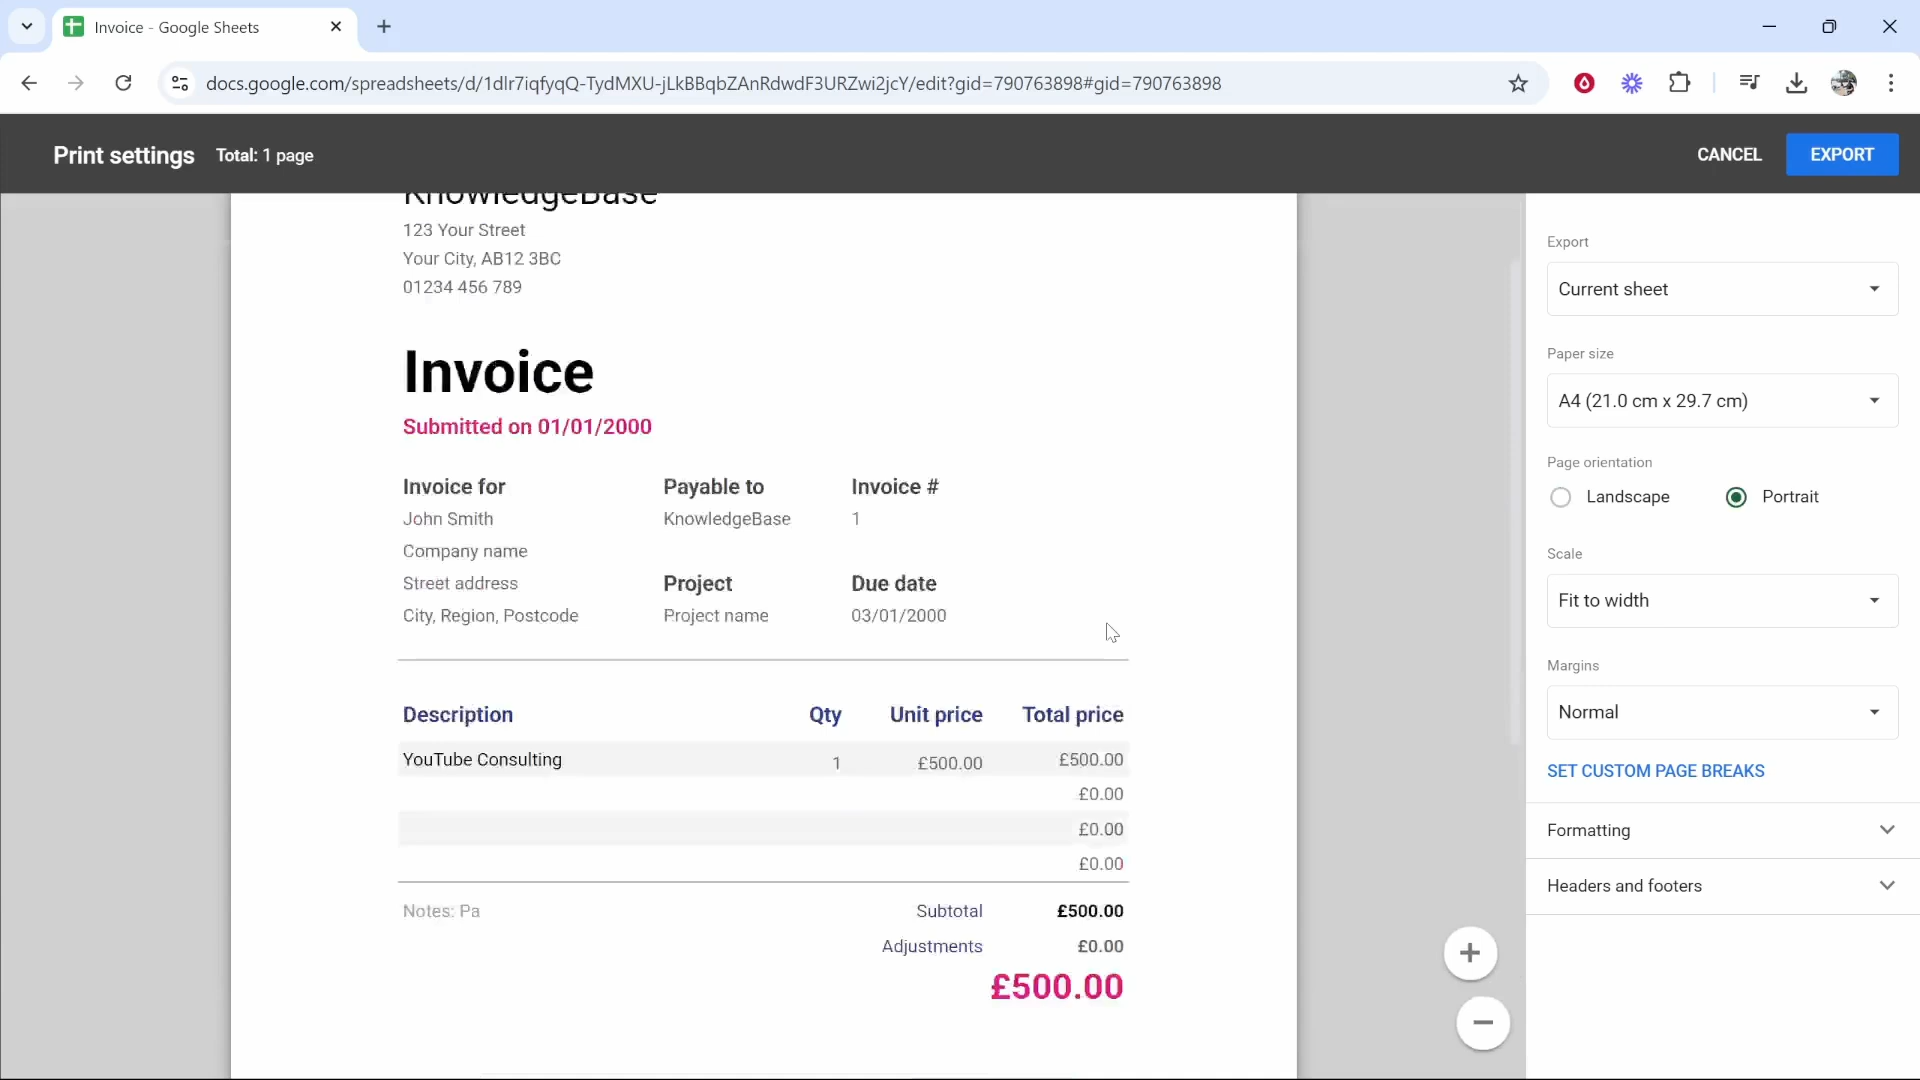 Invoice - Google Sheets
docs.google.com/spreadsheets/d/1dlr7iqfyqQ-TydMXU-jLkBBqbZAnRdwdF3URZwi2jcY/edit?gid=790763898#gid=790763898
Print settings Total: 1 page CANCEL EXPORT
KnowledgeBase
123 Your Street
Your City, AB12 3BC
01234 456 789
Invoice
Submitted on 01/01/2000
Invoice for Payable to Invoice #
John Smith KnowledgeBase 1
Company name
Street address Project Due date
City, Region, Postcode Project name 03/01/2000
Description Qty Unit price Total price
YouTube Consulting 1 £500.00 £500.00
£0.00
£0.00
£0.00
Notes: Pa Subtotal £500.00
Adjustments £0.00
£500.00
Export
Current sheet
Paper size
A4 (21.0 cm x 29.7 cm)
Page orientation
Landscape Portrait
Scale
Fit to width
Margins
Normal
SET CUSTOM PAGE BREAKS
Formatting
Headers and footers